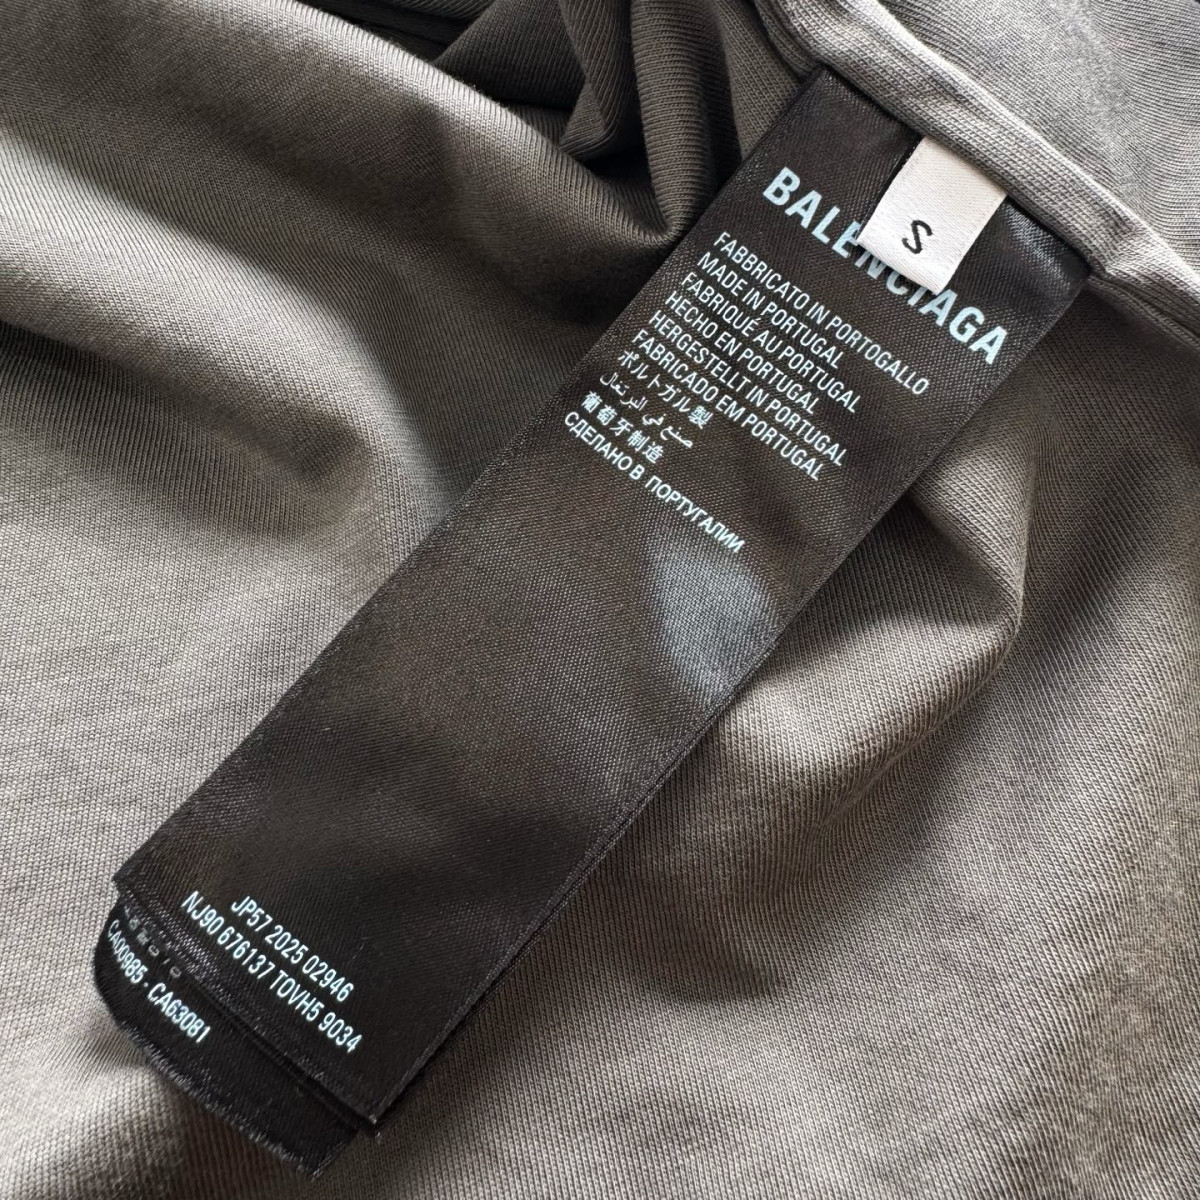 S
BALENCIAGA
FABBRICATO IN PORTOGALLO
MADE IN PORTUGAL
FABRIQUÉ AU PORTUGAL
HECHO EN PORTUGAL
HERGESTELLT IN PORTUGAL
FABRICADO EM PORTUGAL
ポルトガル製
صنع في البرتغال
葡萄牙制造
СДЕЛАНО В ПОРТУГАЛИИ
JP57 2025 02946
NJ90 676137 TOVH5 9034
CA00985 - CA63081